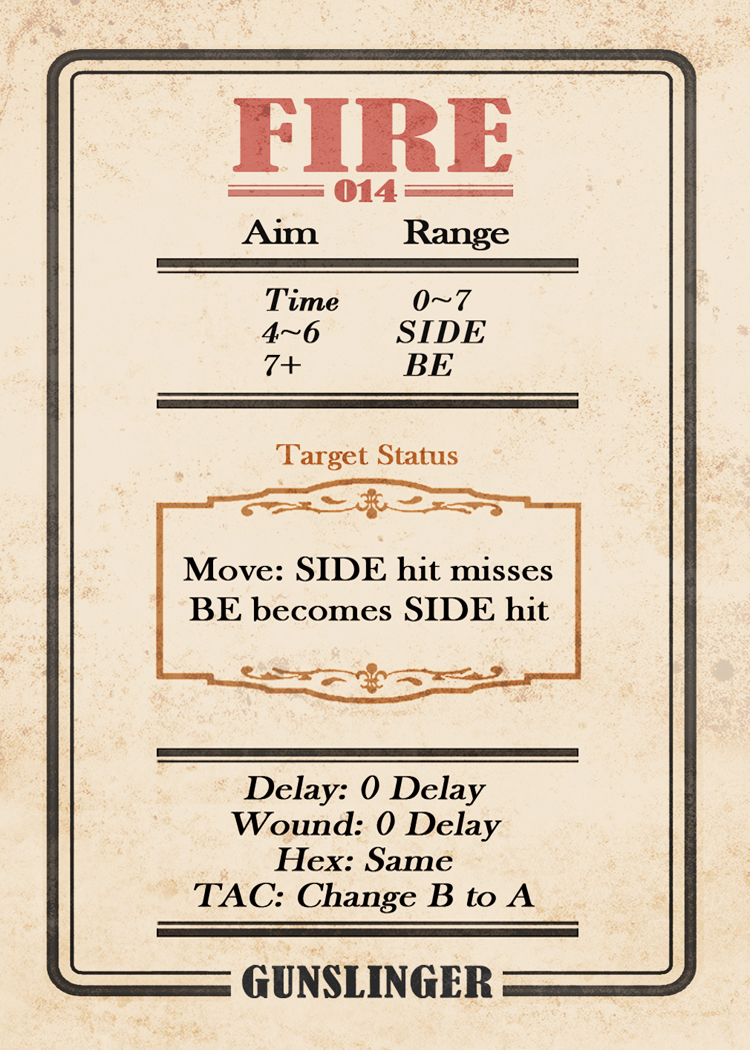 FIRE
014
Aim Range
Time 0~7
4~6 SIDE
7+ BE
Target Status
Move: SIDE hit misses
BE becomes SIDE hit
Delay: 0 Delay
Wound: 0 Delay
Hex: Same
TAC: Change B to A
GUNSLINGER